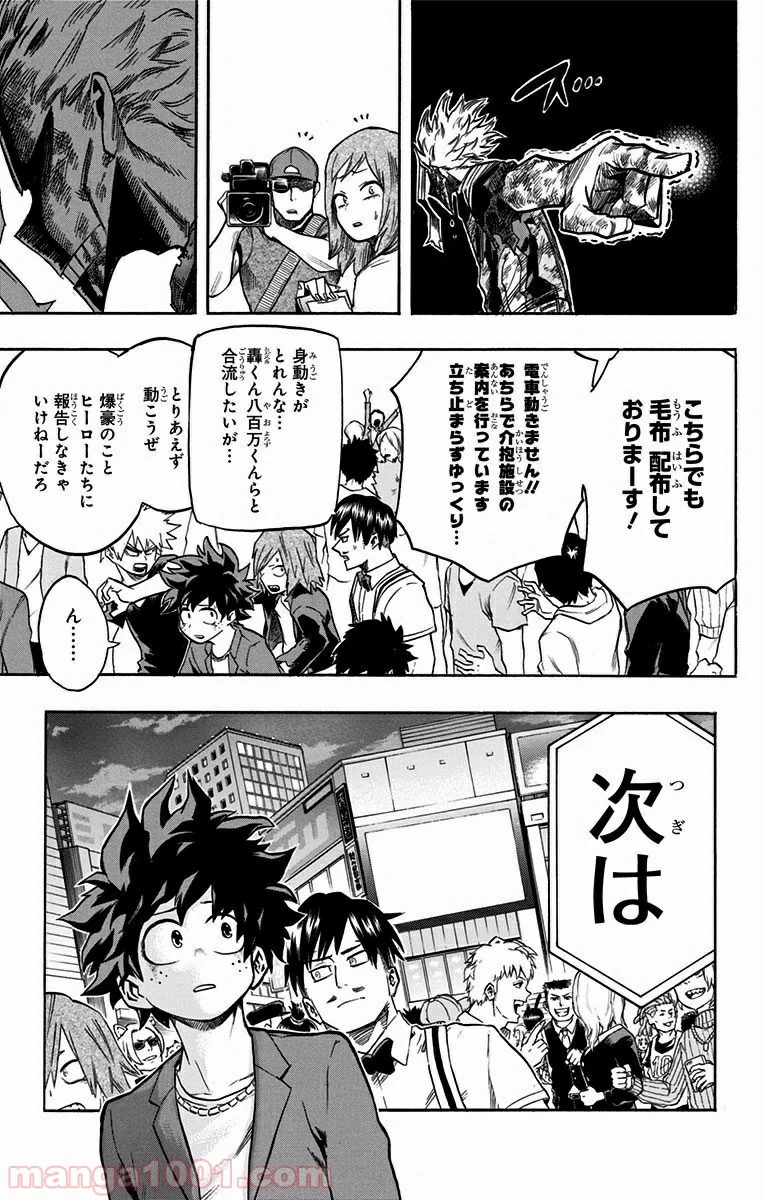 ス。。。
こちらでも
毛布 配布して
おりまーす!
電車動きません!!
あちらで介抱施設の
案内を行っています
立ち止まらずゆっくり…
身動きが
とれんな…
轟くん八百万くんらと
合流したいが…
とりあえず
動こうぜ
爆豪のこと
ヒーローたちに
報告しなきゃ
いけねーだろ
ん……
次は
manga1001.com